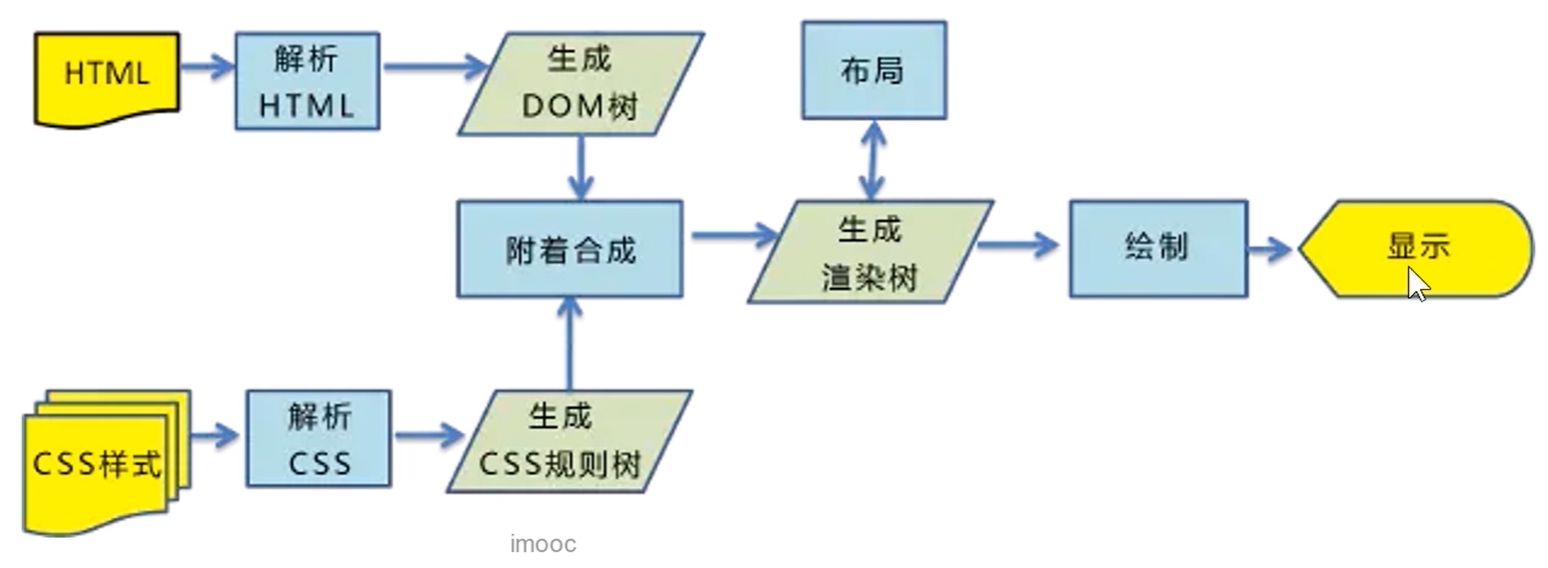 HTML
解析
HTML
生成
DOM树
布局
附着合成
生成
渲染树
绘制
显示
CSS样式
解析
CSS
生成
CSS规则树
imooc